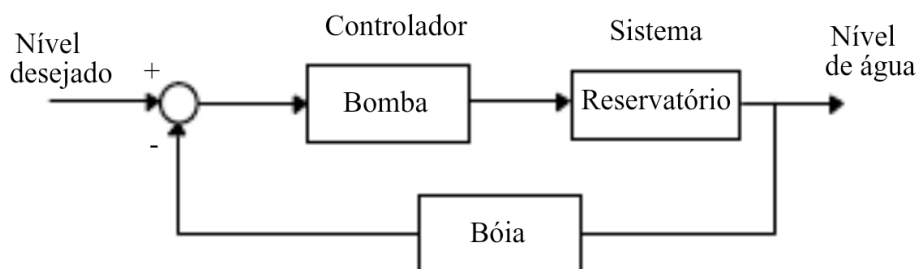 Nível
desejado
+
-
Controlador
Bomba
Sistema
Reservatório
Nível
de água
Bóia